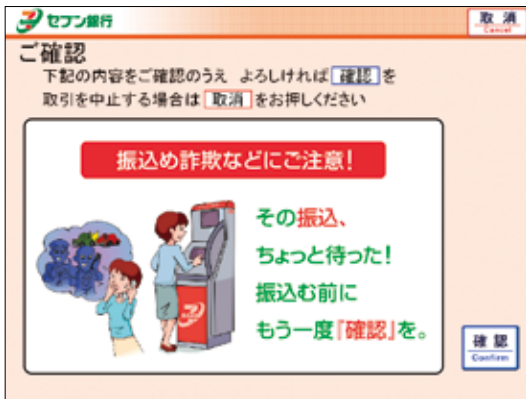 セブン銀行
取消
Cancel
ご確認
下記の内容をご確認のうえ よろしければ 確認 を
取引を中止する場合は 取消 をお押しください
振込め詐欺などにご注意!
その振込、
ちょっと待った!
振込む前に
もう一度『確認』を。
確認
Confirm